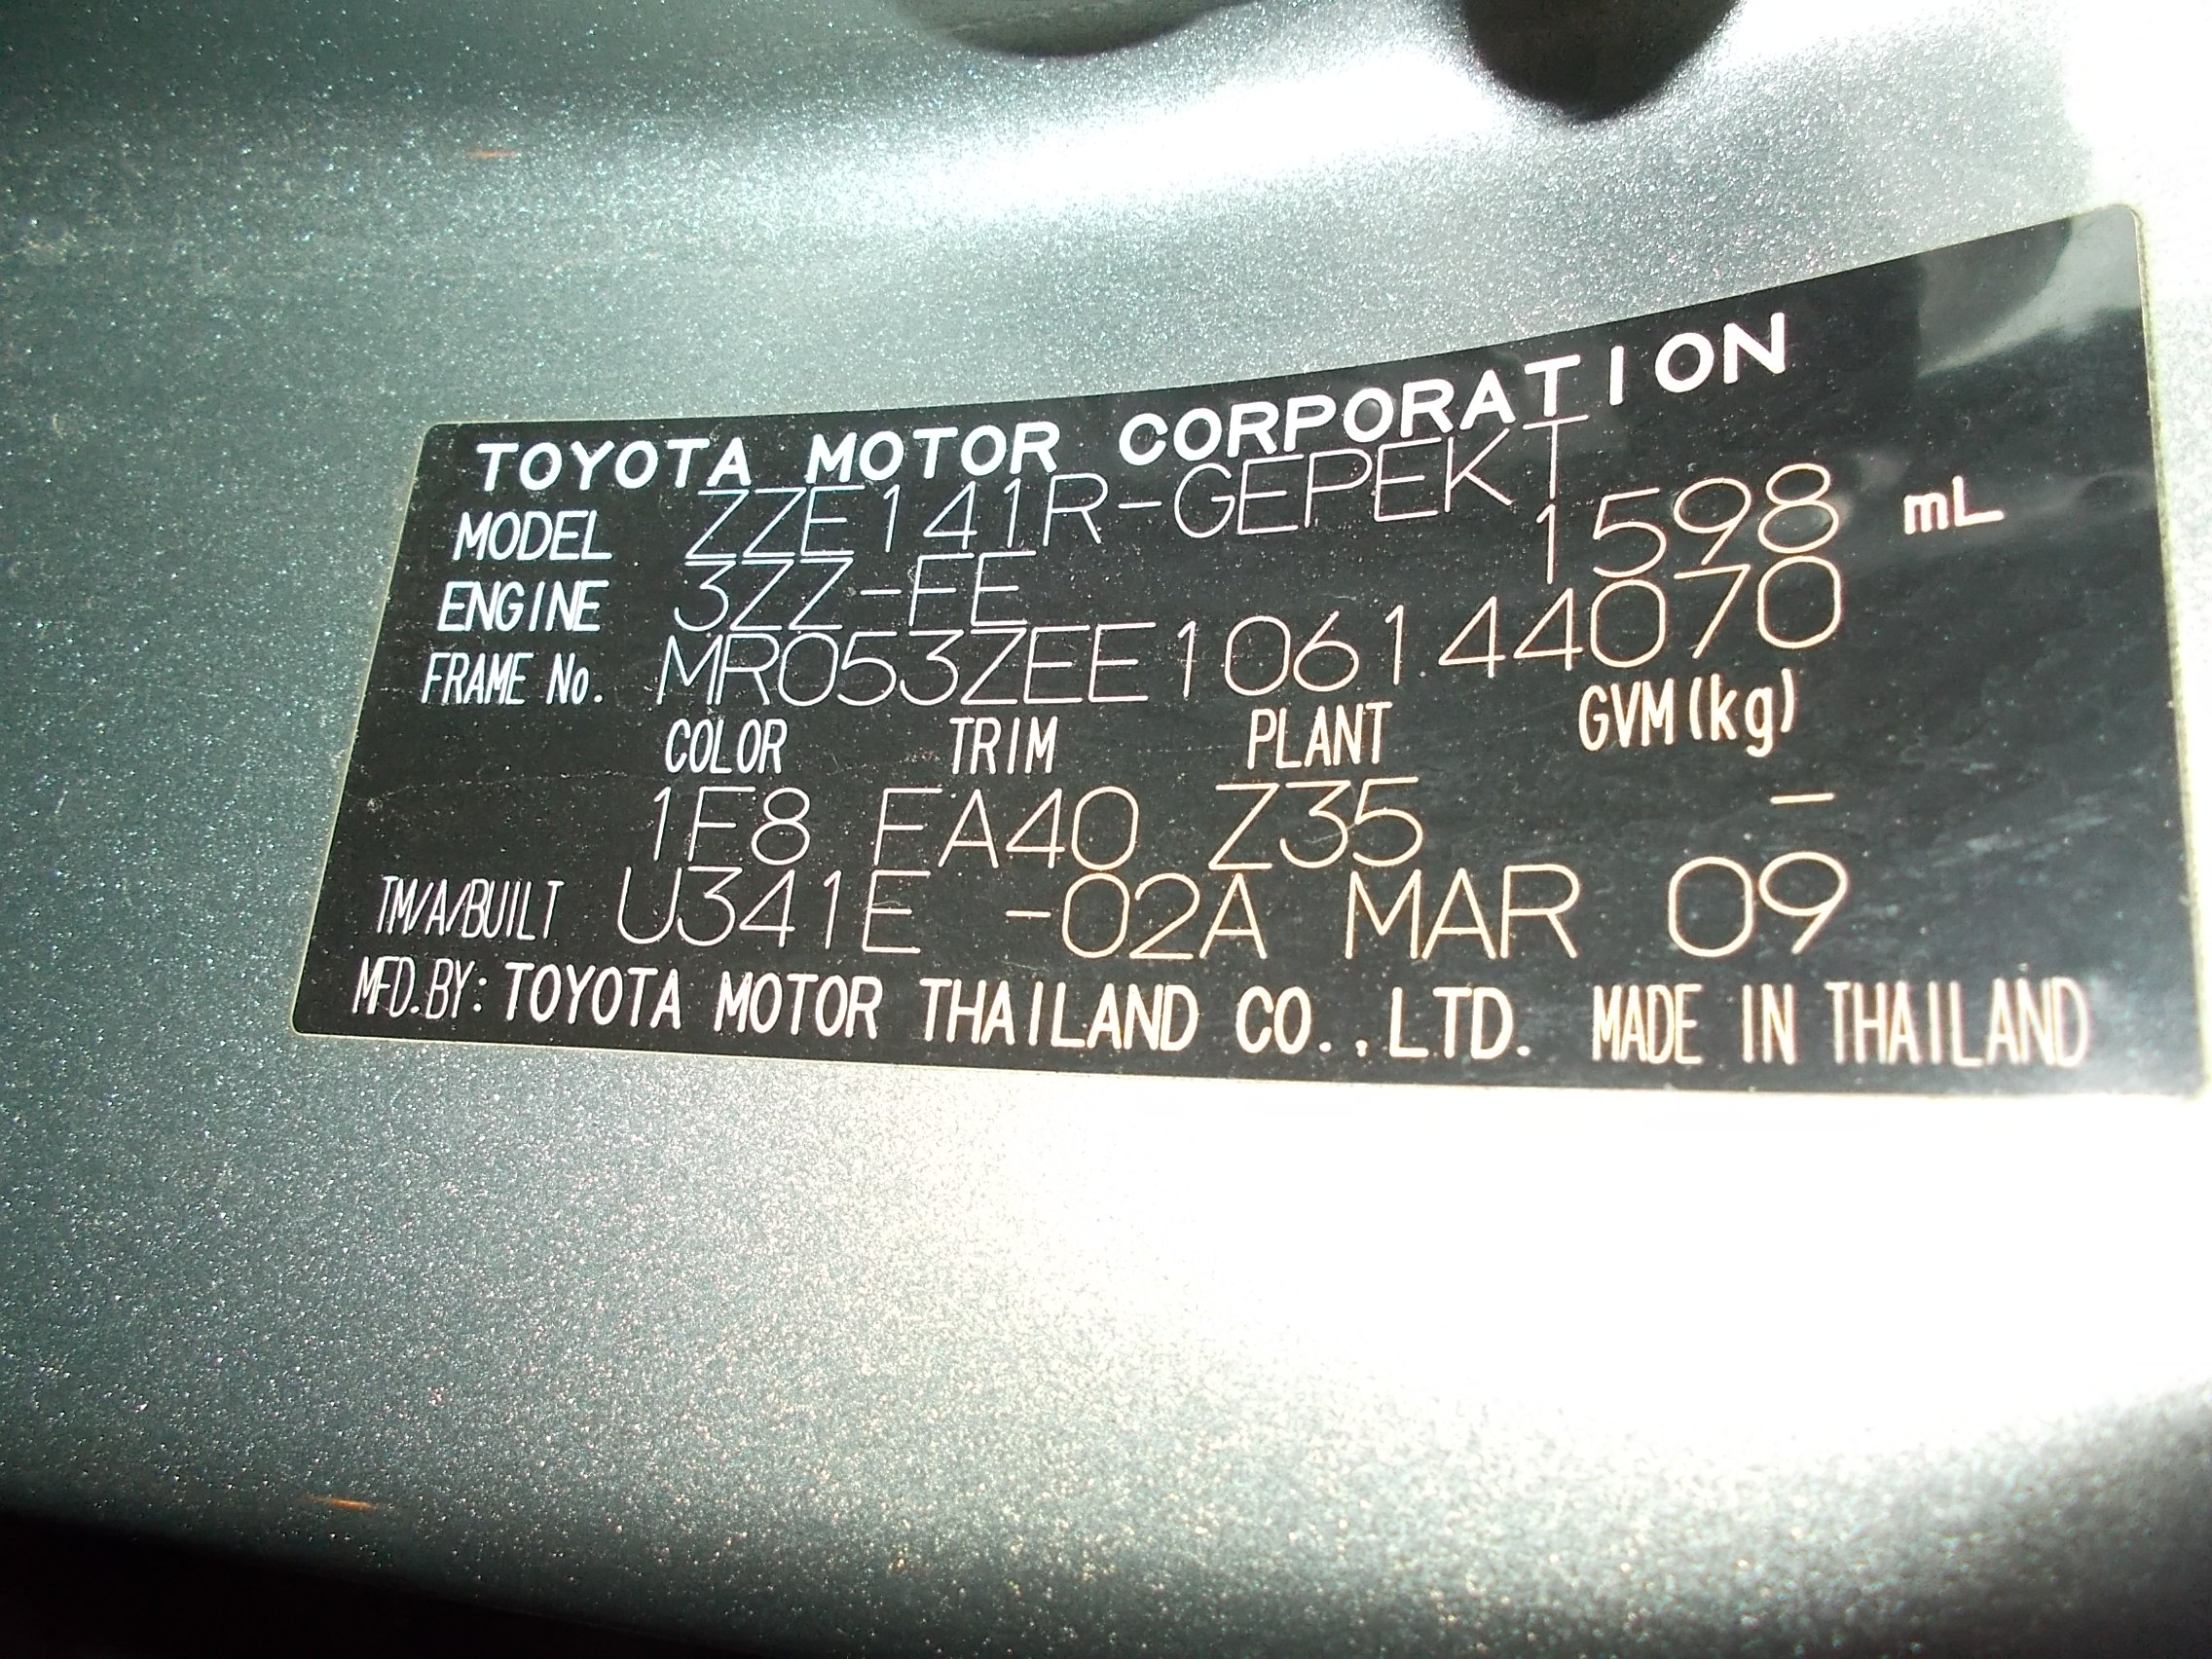 TOYOTA MOTOR CORPORATION
MODEL ZZE141R-GEPEKT
ENGINE 3ZZ-FE 1598 mL
FRAME No. MR053ZEE106144070
COLOR TRIM PLANT GVM(kg)
1F8 FA40 Z35 –
TM/A/BUILT U341E -02A MAR 09
MFD.BY: TOYOTA MOTOR THAILAND CO.,LTD. MADE IN THAILAND